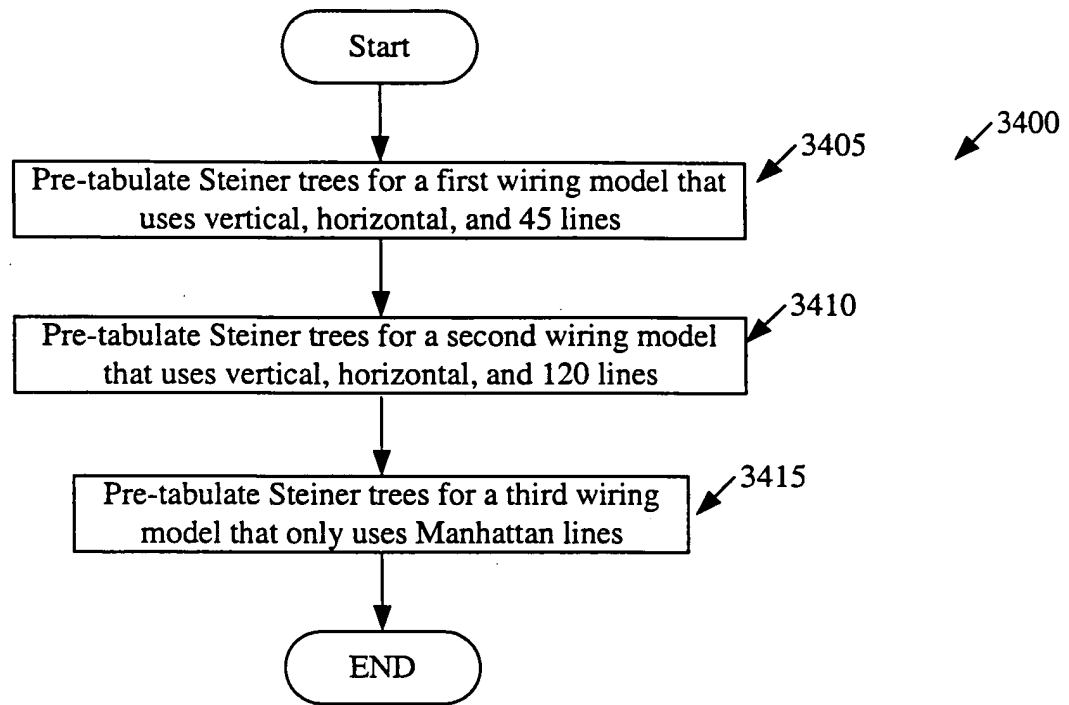 Start
3400
3405
Pre-tabulate Steiner trees for a first wiring model that
uses vertical, horizontal, and 45 lines
3410
Pre-tabulate Steiner trees for a second wiring model
that uses vertical, horizontal, and 120 lines
3415
Pre-tabulate Steiner trees for a third wiring
model that only uses Manhattan lines
END